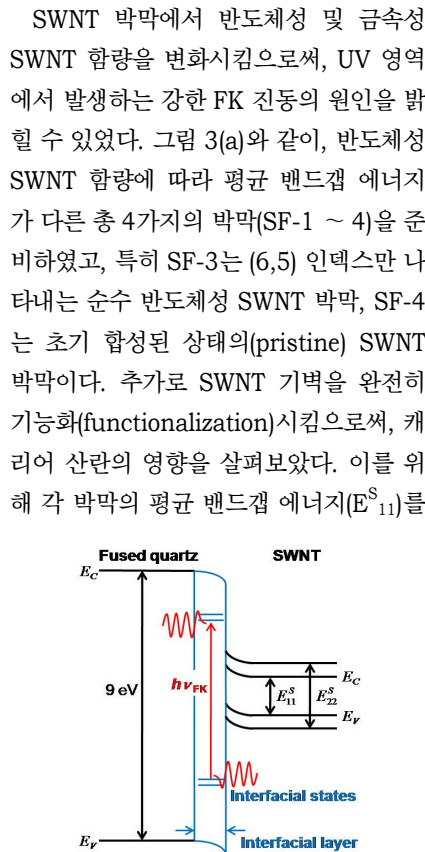 SWNT 박막에서 반도체성 및 금속성
SWNT 함량을 변화시킴으로써, UV 영역
에서 발생하는 강한 FK 진동의 원인을 밝
힐 수 있었다. 그림 3(a)와 같이, 반도체성
SWNT 함량에 따라 평균 밴드갭 에너지
가 다른 총 4가지의 박막(SF-1 ~ 4)을 준
비하였고, 특히 SF-3는 (6,5) 인덱스만 나
타내는 순수 반도체성 SWNT 박막, SF-4
는 초기 합성된 상태의(pristine) SWNT
박막이다. 추가로 SWNT 기벽을 완전히
기능화(functionalization)시킴으로써, 캐
리어 산란의 영향을 살펴보았다. 이를 위
해 각 박막의 평균 밴드갭 에너지(E^S_11)를
Fused quartz SWNT
E_C
9 eV
hν_FK
E_C
E^S_11 E^S_22
E_V
Interfacial states
E_V
Interfacial layer